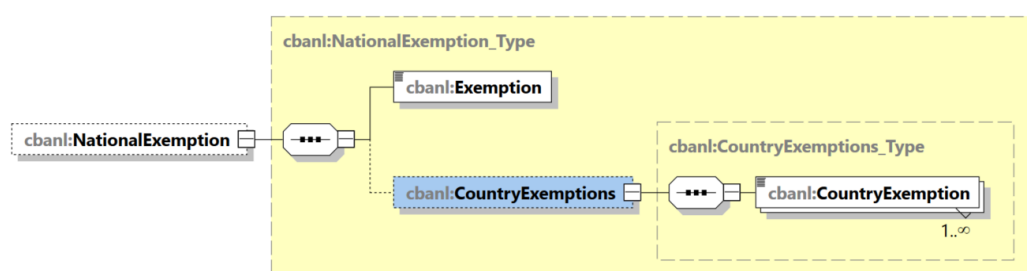 cbanl:NationalExemption_Type
cbanl:Exemption
cbanl:NationalExemption
cbanl:CountryExemptions_Type
cbanl:CountryExemptions
cbanl:CountryExemption
1..∞